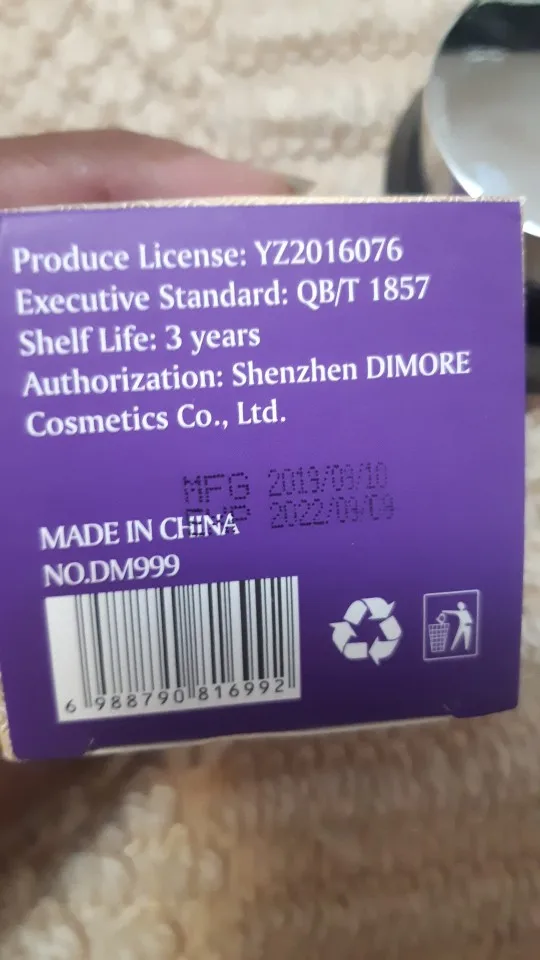 Produce License: YZ2016076
Executive Standard: QB/T 1857
Shelf Life: 3 years
Authorization: Shenzhen DIMORE
Cosmetics Co., Ltd.
MFG 2019/09/10
EXP 2022/09/09
MADE IN CHINA
NO.DM999
6 988790 816992